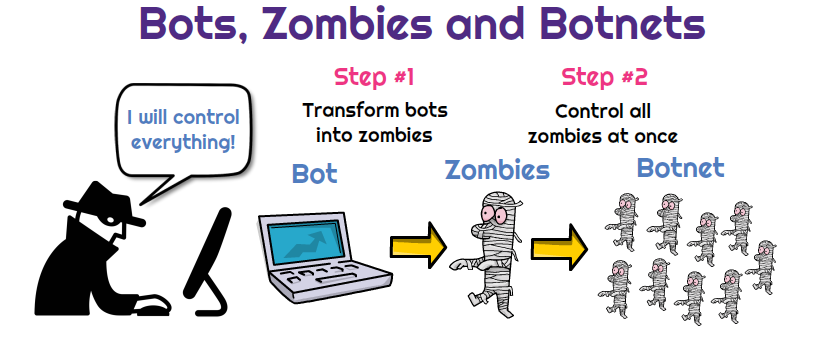 Bots, Zombies and Botnets
I will control
everything!
Step #1
Transform bots
into zombies
Step #2
Control all
zombies at once
Bot
Zombies
Botnet